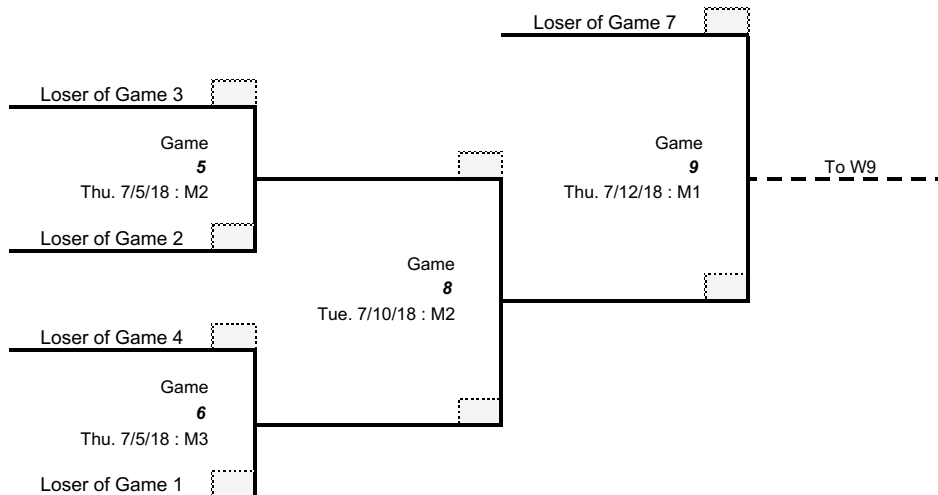 Loser of Game 7
Loser of Game 3
Game
5
Thu. 7/5/18 : M2
Game
9
Thu. 7/12/18 : M1
To W9
Loser of Game 2
Game
8
Tue. 7/10/18 : M2
Loser of Game 4
Game
6
Thu. 7/5/18 : M3
Loser of Game 1